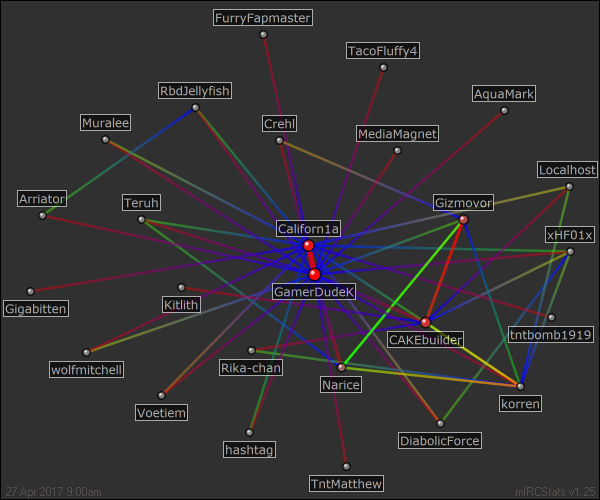 FurryFapmaster
TacoFluffy4
RbdJellyfish
AquaMark
Muralee
Crehl
MediaMagnet
Localhost
Arriator
Teruh
Gizmovor
Californ1a
xHF01x
GamerDudeK
Gigabitten
Kitlith
CAKEbuilder
tntbomb1919
wolfmitchell
Rika-chan
Narice
korren
Voetiem
hashtag
DiabolicForce
TntMatthew
27 Apr 2017 9:00am
mIRCStats v1.25